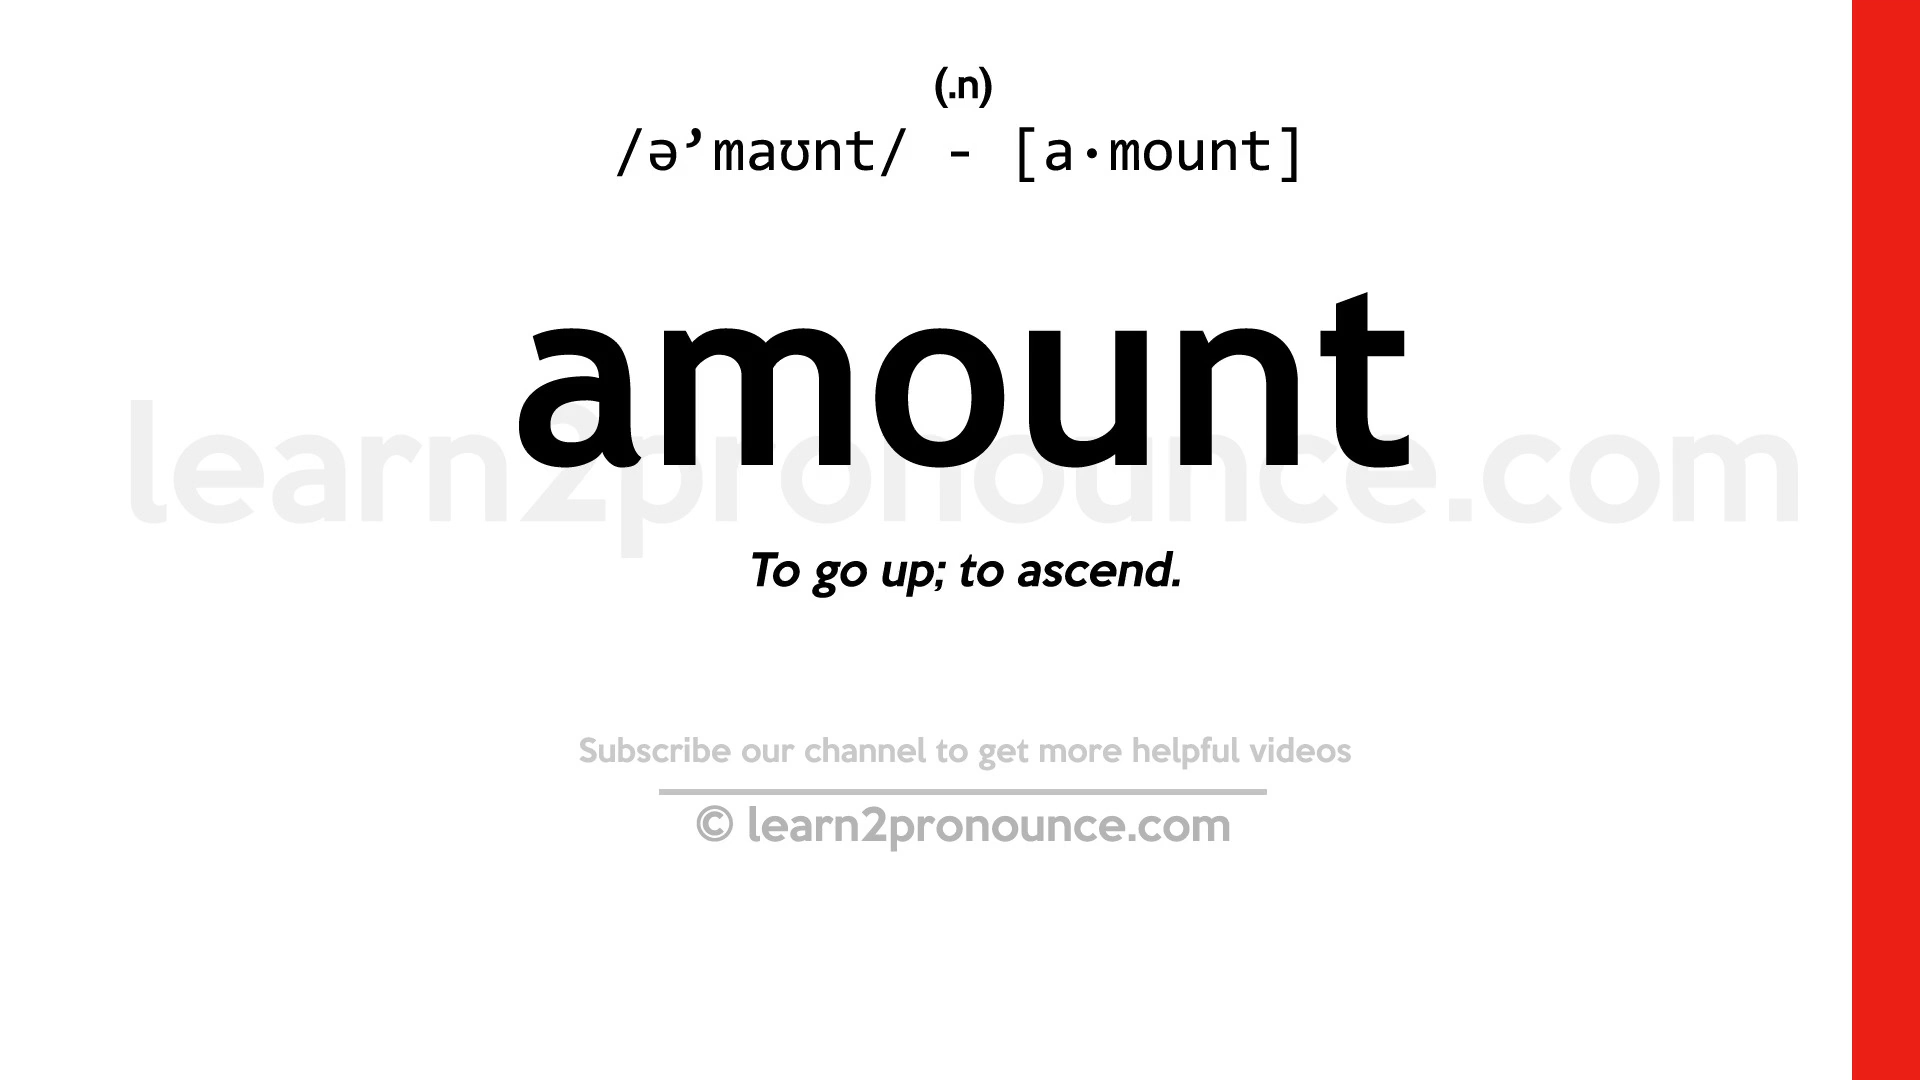 (.n)
/ə’maʊnt/ - [a·mount]
amount
learn2pronounce.com
To go up; to ascend.
Subscribe our channel to get more helpful videos
© learn2pronounce.com